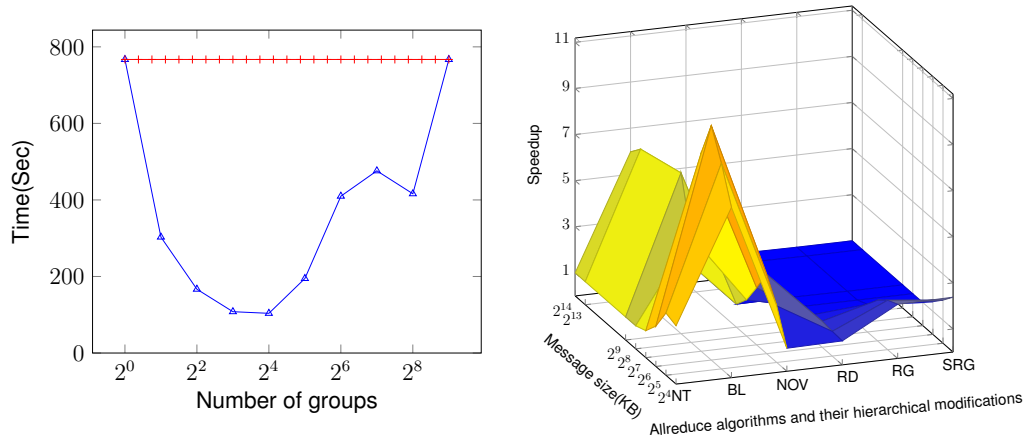 800
600
400
200
0
Time(Sec)
2^0
2^2
2^4
2^6
2^8
Number of groups
11
9
7
5
3
1
Speedup
2^14
2^13
2^9
2^8
2^7
2^6
2^5
2^4
Message size(KB)
NT
BL
NOV
RD
RG
SRG
Allreduce algorithms and their hierarchical modifications